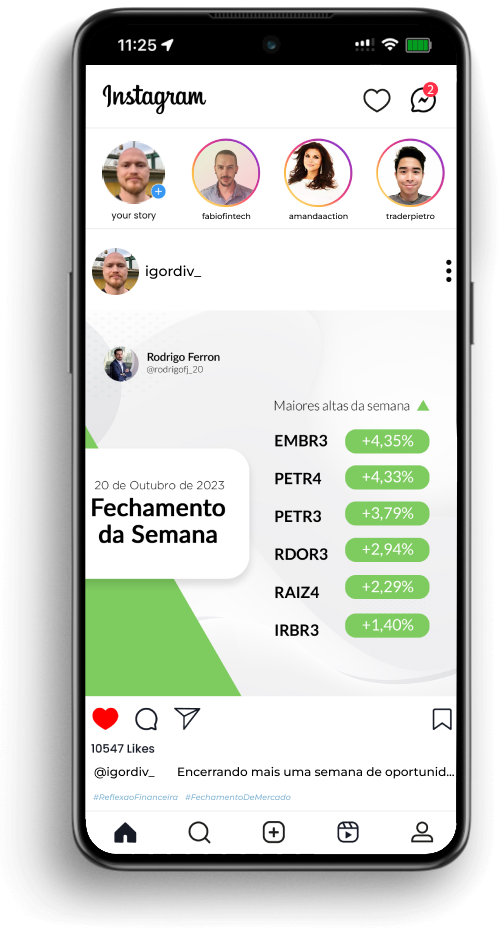 11:25
Instagram
2
your story
fabiofintech
amandaaction
traderpietro
igordiv_
Rodrigo Ferron
@rodrigofj_20
Maiores altas da semana
EMBR3 +4,35%
PETR4 +4,33%
PETR3 +3,79%
RDOR3 +2,94%
RAIZ4 +2,29%
IRBR3 +1,40%
20 de Outubro de 2023
Fechamento
da Semana
10547 Likes
@igordiv_ Encerrando mais uma semana de oportunid...
#ReflexaoFinanceira #FechamentoDeMercado